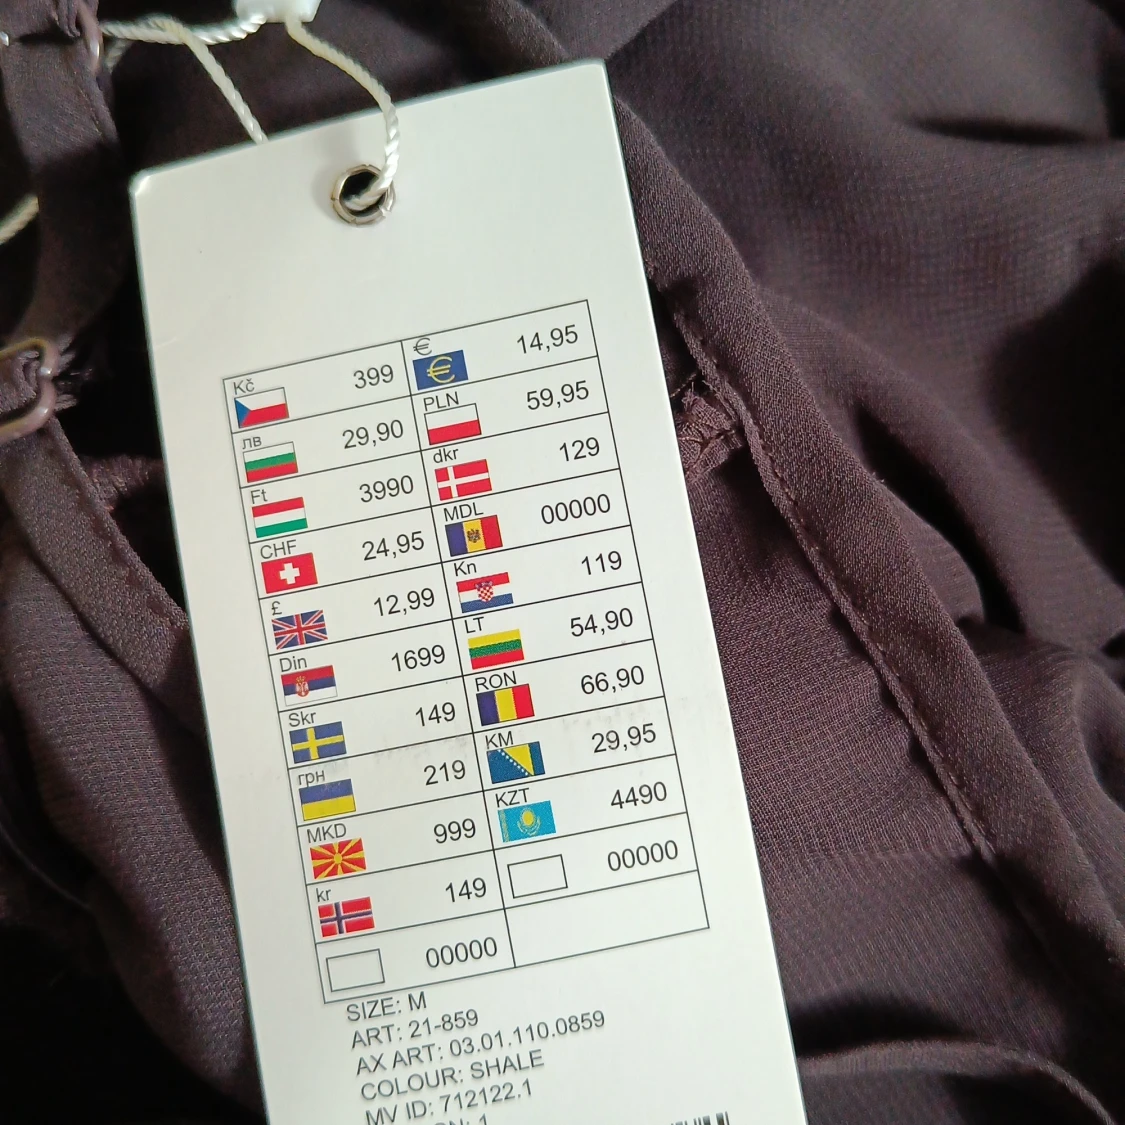 Kč 399
€ 14,95
лв 29,90
PLN 59,95
Ft 3990
dkr 129
CHF 24,95
MDL 00000
£ 12,99
Kn 119
Din 1699
LT 54,90
Skr 149
RON 66,90
грн 219
KM 29,95
MKD 999
KZT 4490
kr 149
00000
00000
SIZE: M
ART: 21-859
AX ART: 03.01.110.0859
COLOUR: SHALE
MV ID: 712122.1